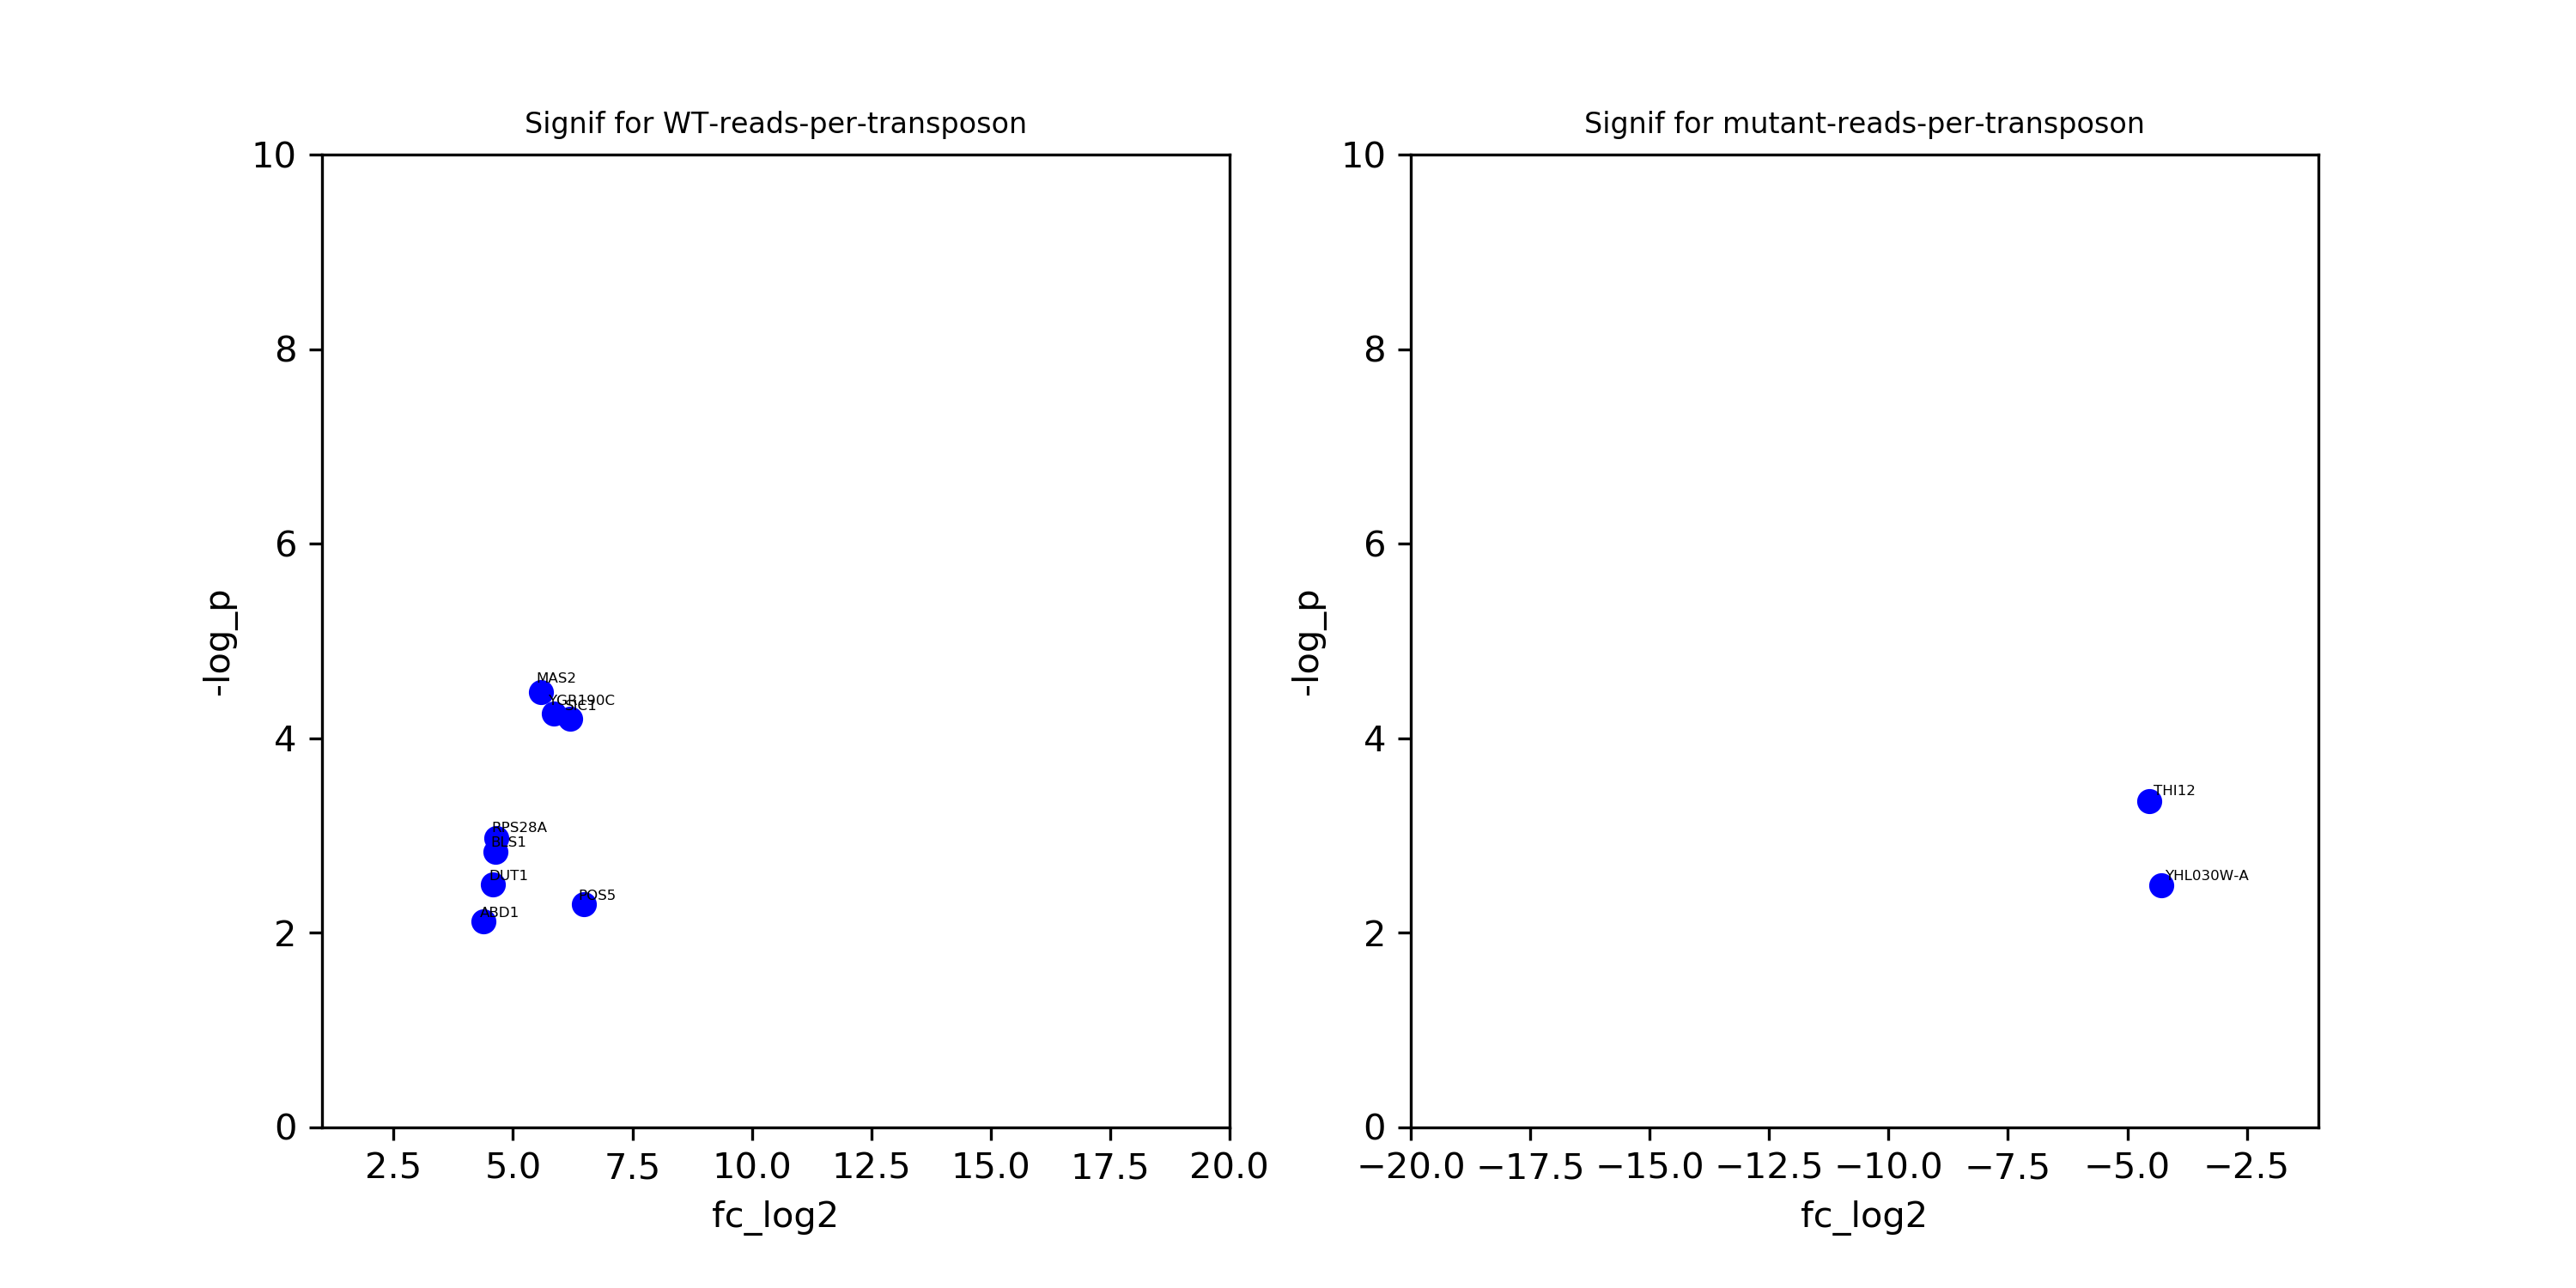 Signif for WT-reads-per-transposon
10
8
6
4
2
0
-log_p
MAS2
YGR190C
RPS28A
BLS1
DUT1
POS5
ABD1
2.5 5.0 7.5 10.0 12.5 15.0 17.5 20.0
fc_log2
Signif for mutant-reads-per-transposon
10
8
6
4
2
0
-log_p
THI12
YHL030W-A
−20.0 −17.5 −15.0 −12.5 −10.0 −7.5 −5.0 −2.5
fc_log2